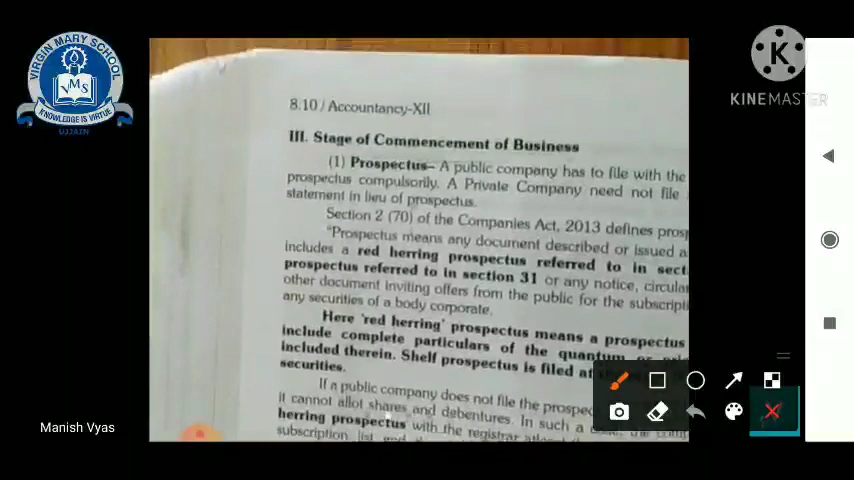 VIRGIN MARY SCHOOL
VMS
KNOWLEDGE IS VIRTUE
UJJAIN
K
KINEMASTER
8.10 / Accountancy-XII
III. Stage of Commencement of Business
(1) Prospectus– A public company has to file with the
prospectus compulsorily. A Private Company need not file
statement in lieu of prospectus.
Section 2 (70) of the Companies Act, 2013 defines prosp
"Prospectus means any document described or issued a
includes a red herring prospectus referred to in sect
prospectus referred to in section 31 or any notice, circular
other document inviting offers from the public for the subscripti
any securities of a body corporate.
Here 'red herring' prospectus means a prospectus
include complete particulars of the quantum or
included therein. Shelf prospectus is filed at
securities.
If a public company does not file the prospec
it cannot allot shares and debentures. In such a
herring prospectus with the registrar
subscription list and
Manish Vyas